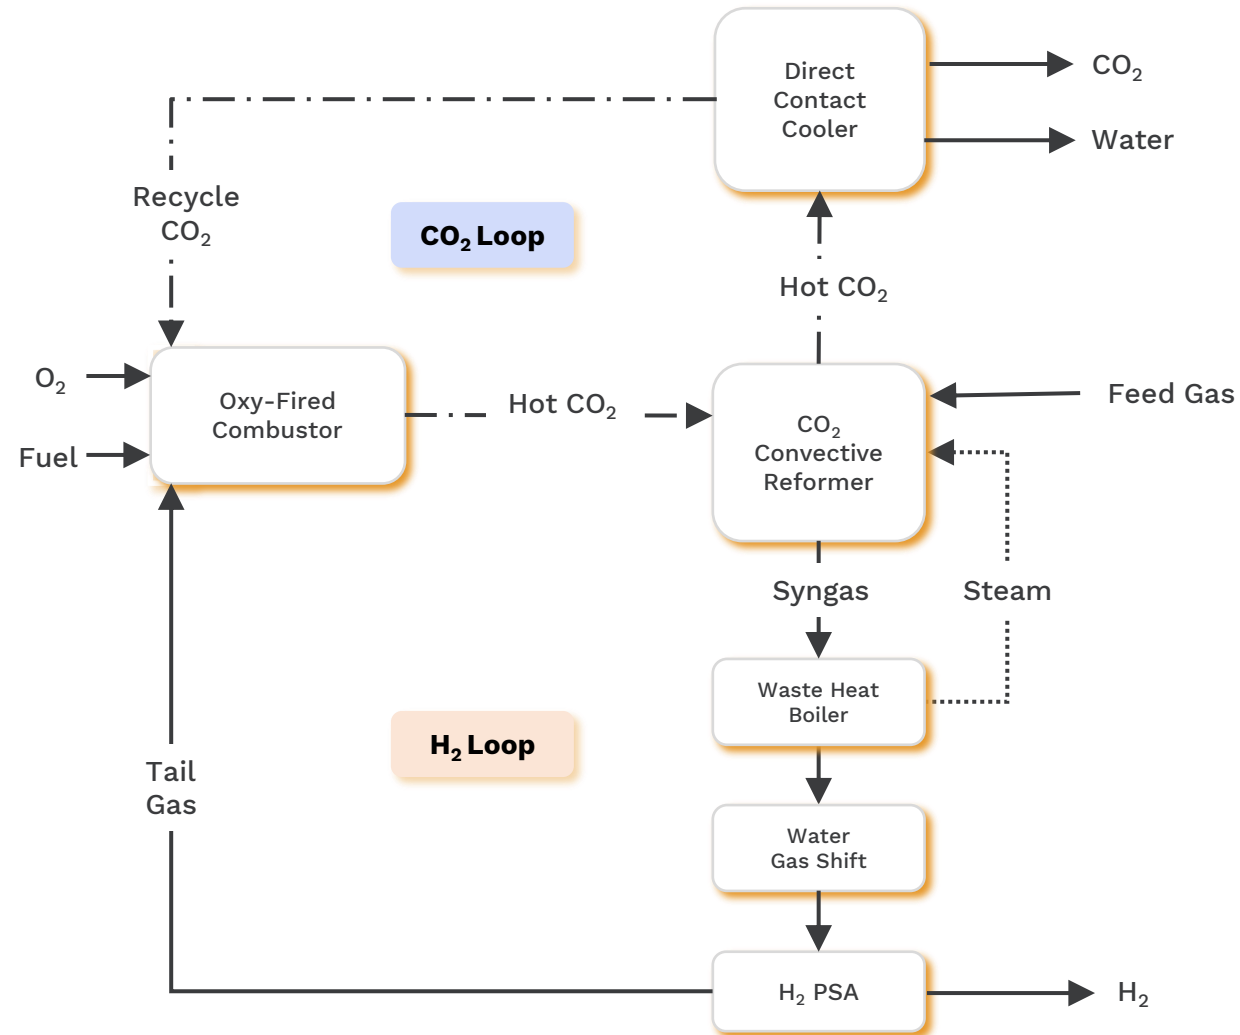 Direct
Contact
Cooler
CO₂
Water
Recycle
CO₂
CO₂ Loop
Hot CO₂
O₂
Fuel
Oxy-Fired
Combustor
Hot CO₂
CO₂
Convective
Reformer
Feed Gas
Syngas
Steam
Waste Heat
Boiler
H₂ Loop
Tail
Gas
Water
Gas Shift
H₂ PSA
H₂